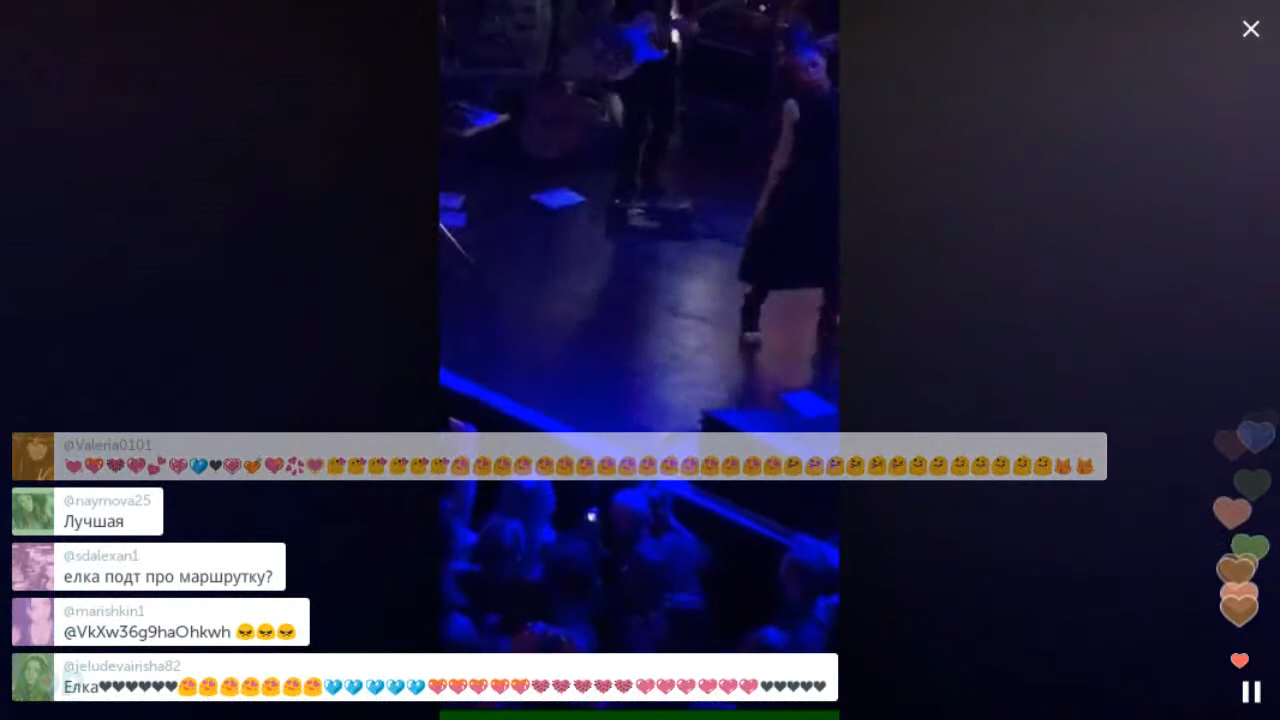 @Valeria0101
@naymova25
Лучшая
@sdalexan1
елка подт про маршрутку?
@marishkin1
@VkXw36g9haOhkwh 😠😠😠
@jeludevairisha82
Елка🖤🖤🖤🖤🖤🖤😍😍😍😍😍😍😍💙💙💙💙💙💖💖💖💖💖💘💘💘💘💘💗💗💗💗💗💗🖤🖤🖤🖤🖤